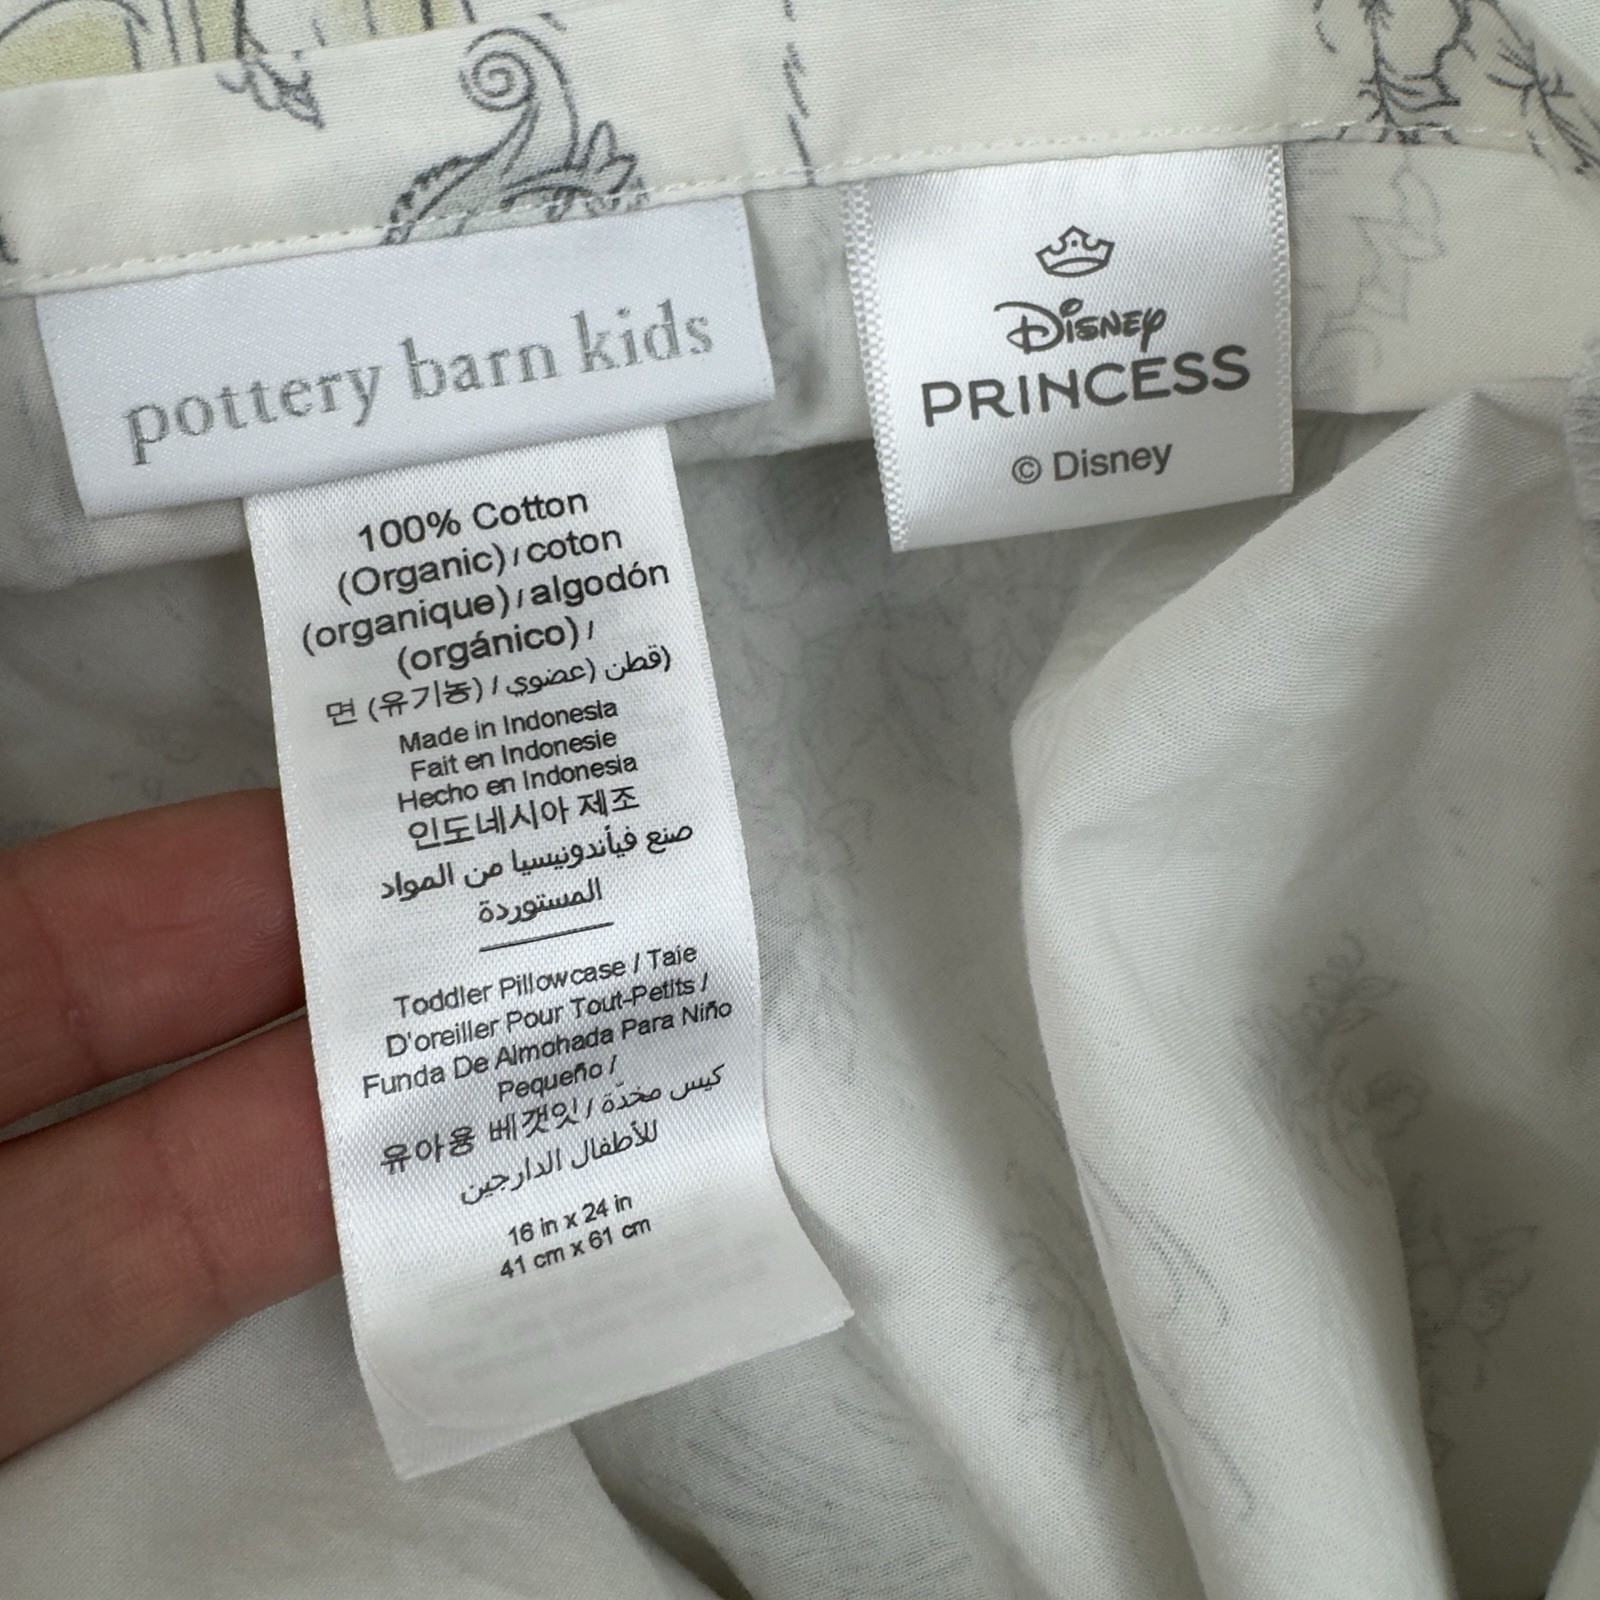 pottery barn kids
Disney
PRINCESS
© Disney
100% Cotton
(Organic) / coton
(organique) / algodón
(orgánico) /
면 (유기농) / قطن (عضوي)
Made in Indonesia
Fait en Indonesie
Hecho en Indonesia
인도네시아 제조
صنع فيأندونيسيا من المواد
المستوردة
Toddler Pillowcase / Taie
D'oreiller Pour Tout-Petits /
Funda De Almohada Para Niño
Pequeño /
유아용 베갯잇 / كيس مخدّة
للأطفال الدارجين
16 in x 24 in
41 cm x 61 cm